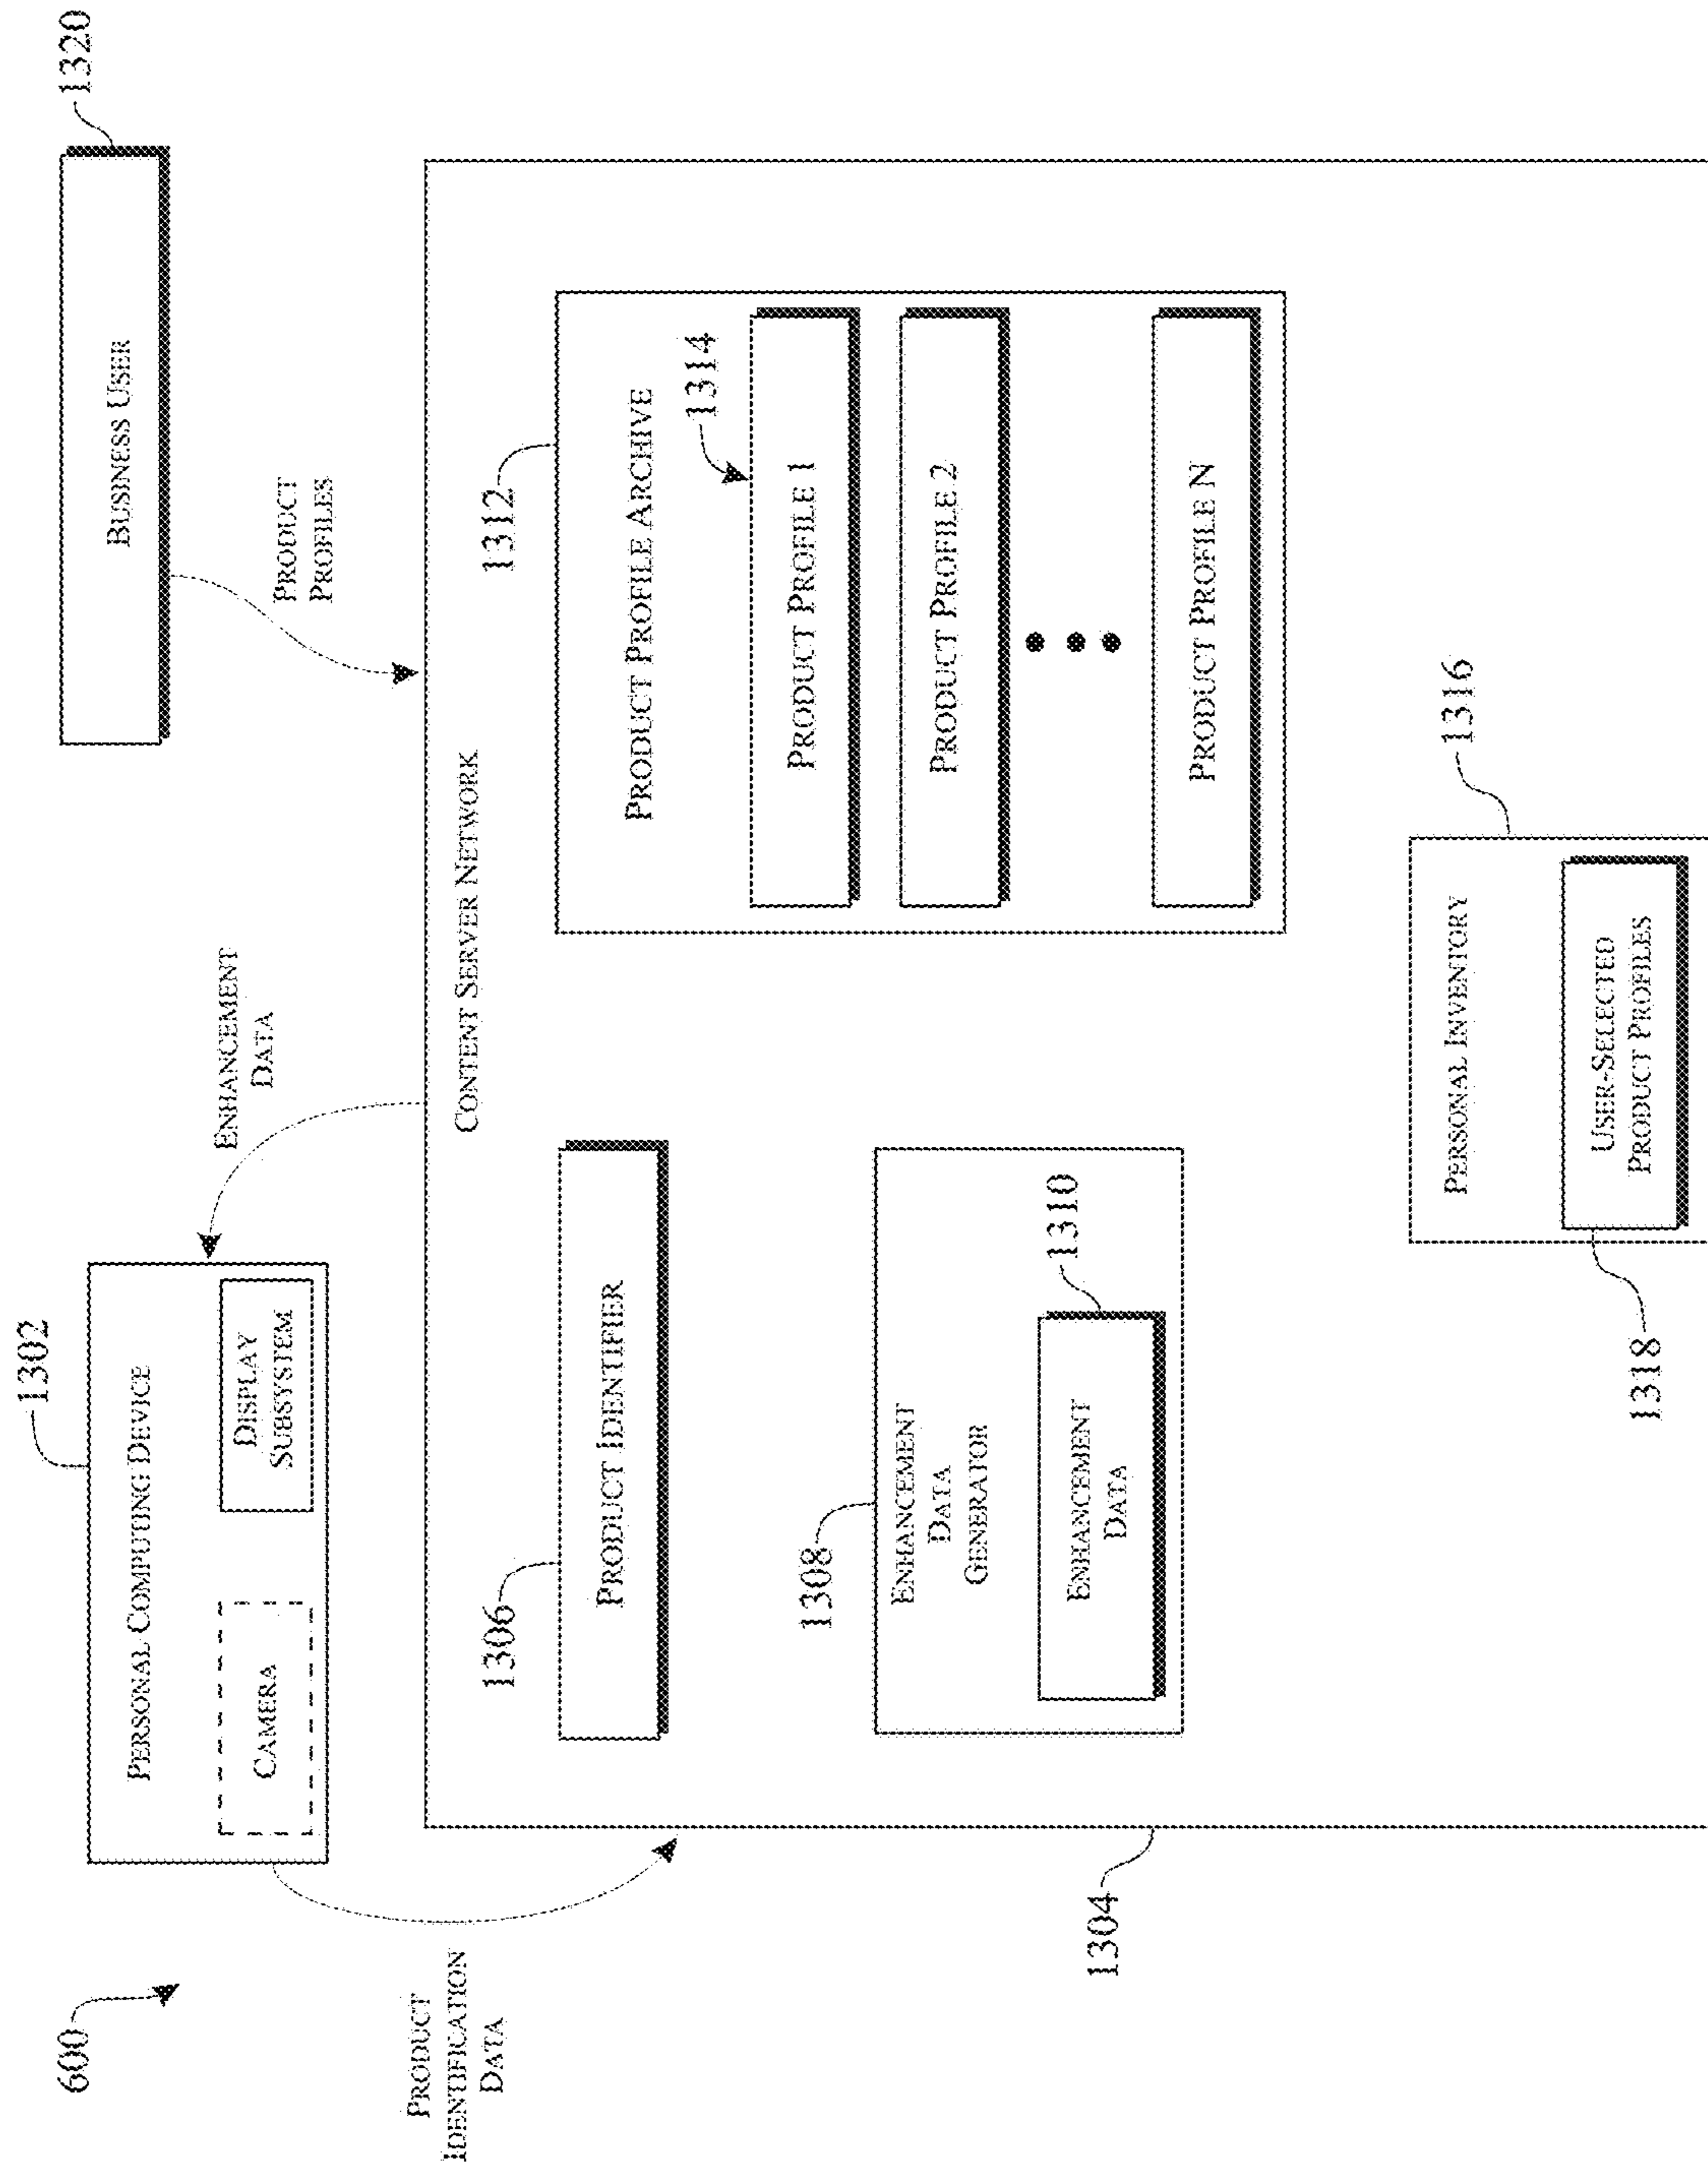 600
1302
PERSONAL COMPUTING DEVICE
CAMERA
DISPLAY
SUBSYSTEM
1320
BUSINESS USER
PRODUCT
IDENTIFICATION
DATA
ENHANCEMENT
DATA
PRODUCT
PROFILES
1304
CONTENT SERVER NETWORK
1306
PRODUCT IDENTIFIER
1312
PRODUCT PROFILE ARCHIVE
1314
PRODUCT PROFILE 1
PRODUCT PROFILE 2
PRODUCT PROFILE N
1308
ENHANCEMENT
DATA
GENERATOR
1310
ENHANCEMENT
DATA
1316
PERSONAL INVENTORY
1318
USER-SELECTED
PRODUCT PROFILES